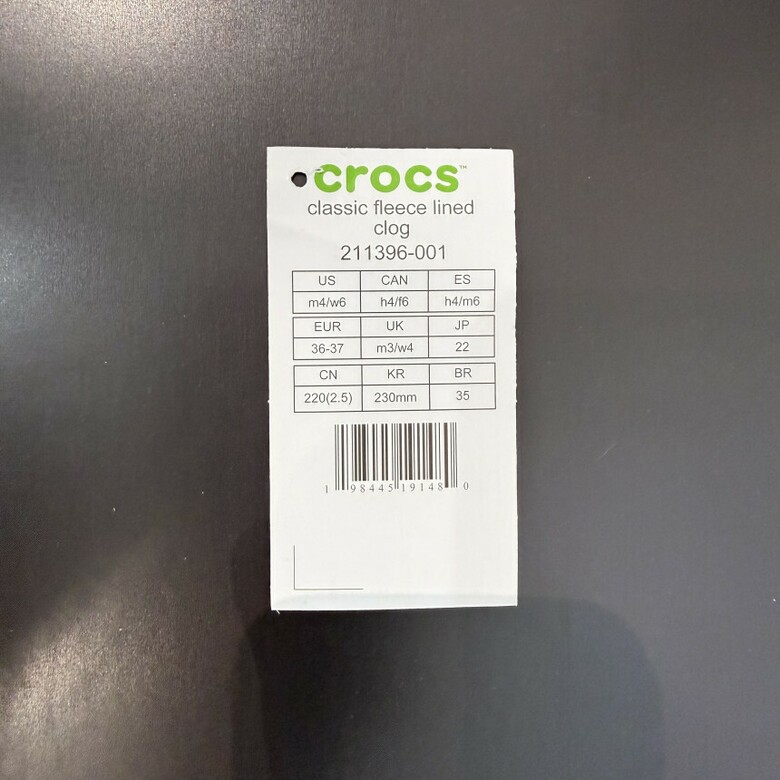 crocs™
classic fleece lined
clog
211396-001
US CAN ES
m4/w6 h4/f6 h4/m6
EUR UK JP
36-37 m3/w4 22
CN KR BR
220(2.5) 230mm 35
1 98445 19148 0